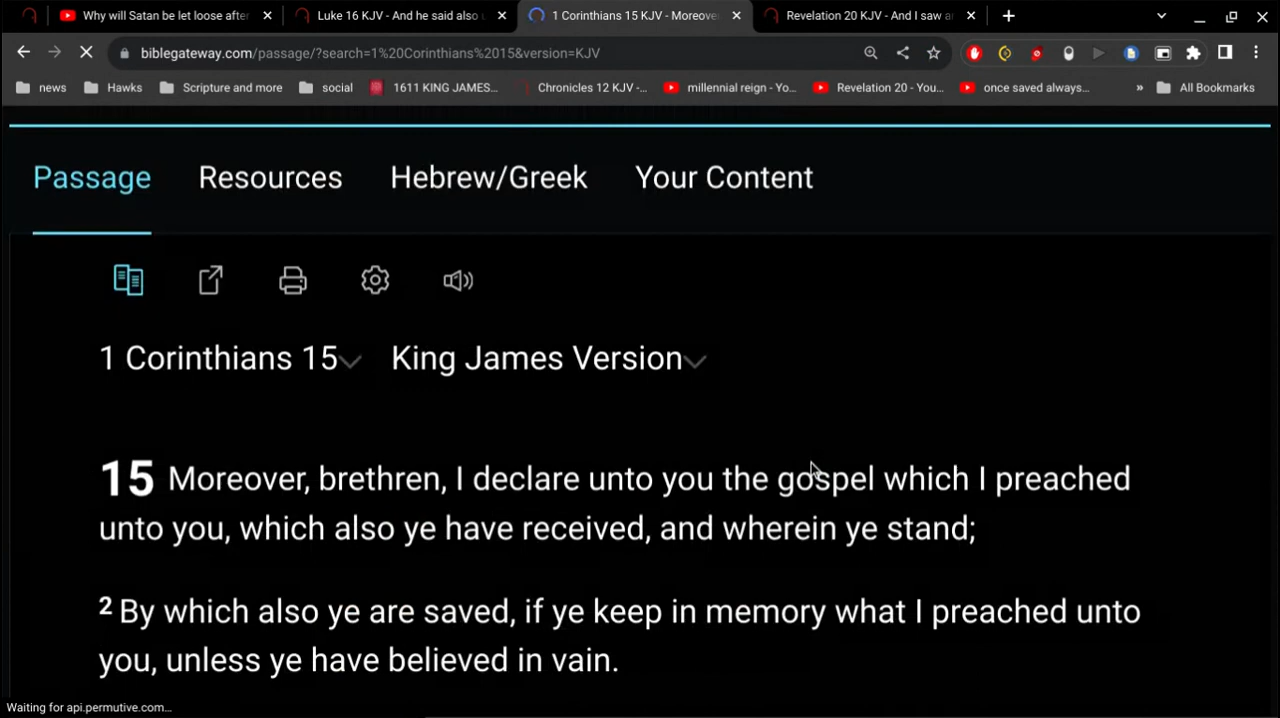 Why will Satan be let loose after
Luke 16 KJV - And he said also
1 Corinthians 15 KJV - Moreove
Revelation 20 KJV - And I saw a
biblegateway.com/passage/?search=1%20Corinthians%2015&version=KJV
news Hawks Scripture and more social 1611 KING JAMES... Chronicles 12 KJV -... millennial reign - Yo... Revelation 20 - You... once saved always... » All Bookmarks
Passage Resources Hebrew/Greek Your Content
1 Corinthians 15 King James Version
15 Moreover, brethren, I declare unto you the gospel which I preached
unto you, which also ye have received, and wherein ye stand;
2 By which also ye are saved, if ye keep in memory what I preached unto
you, unless ye have believed in vain.
Waiting for api.permutive.com...